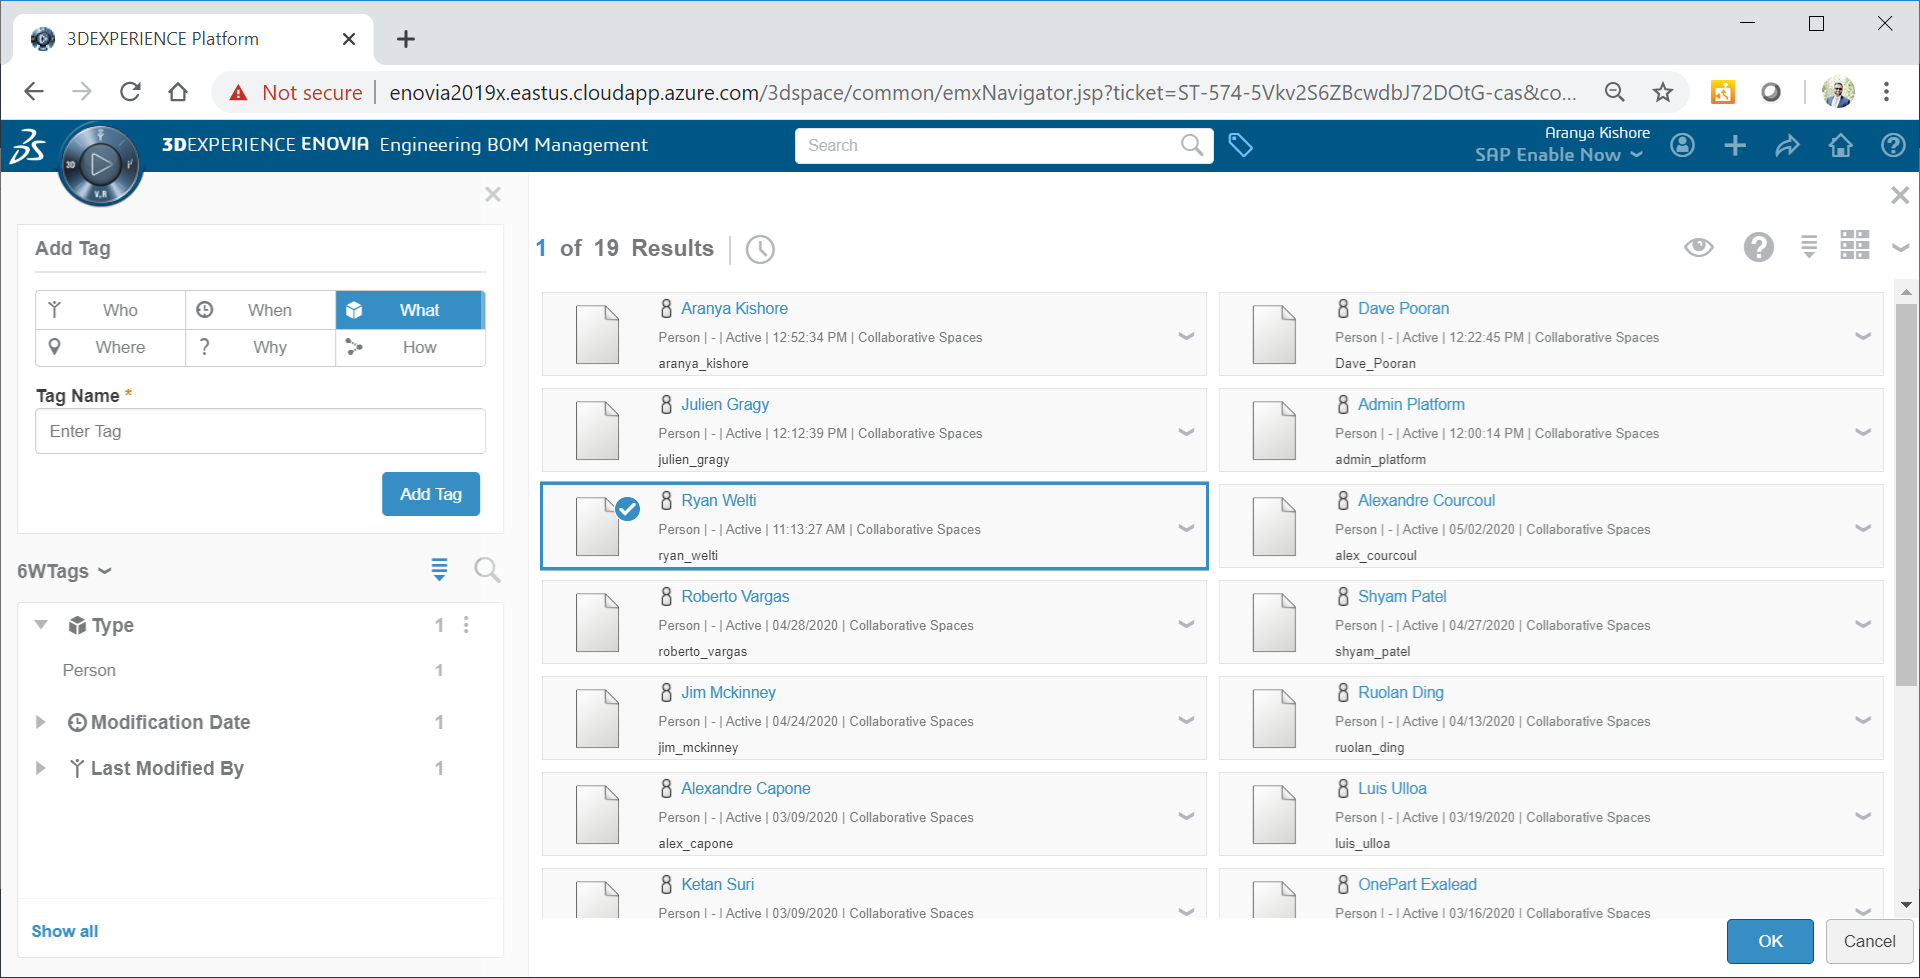 3DEXPERIENCE Platform
Not secure
enovia2019x.eastus.cloudapp.azure.com/3dspace/common/emxNavigator.jsp?ticket=ST-574-5Vkv2S6ZBcwdbJ72DOtG-cas&co...
3DEXPERIENCE ENOVIA Engineering BOM Management
Search
Aranya Kishore
SAP Enable Now
3D
V.R
Add Tag
Who When What
Where Why How
Tag Name *
Enter Tag
Add Tag
6WTags
Type 1
Person 1
Modification Date 1
Last Modified By 1
Show all
1 of 19 Results
Aranya Kishore
Person | - | Active | 12:52:34 PM | Collaborative Spaces
aranya_kishore
Dave Pooran
Person | - | Active | 12:22:45 PM | Collaborative Spaces
Dave_Pooran
Julien Gragy
Person | - | Active | 12:12:39 PM | Collaborative Spaces
julien_gragy
Admin Platform
Person | - | Active | 12:00:14 PM | Collaborative Spaces
admin_platform
Ryan Welti
Person | - | Active | 11:13:27 AM | Collaborative Spaces
ryan_welti
Alexandre Courcoul
Person | - | Active | 05/02/2020 | Collaborative Spaces
alex_courcoul
Roberto Vargas
Person | - | Active | 04/28/2020 | Collaborative Spaces
roberto_vargas
Shyam Patel
Person | - | Active | 04/27/2020 | Collaborative Spaces
shyam_patel
Jim Mckinney
Person | - | Active | 04/24/2020 | Collaborative Spaces
jim_mckinney
Ruolan Ding
Person | - | Active | 04/13/2020 | Collaborative Spaces
ruolan_ding
Alexandre Capone
Person | - | Active | 03/09/2020 | Collaborative Spaces
alex_capone
Luis Ulloa
Person | - | Active | 03/19/2020 | Collaborative Spaces
luis_ulloa
Ketan Suri
Person | - | Active | 03/09/2020 | Collaborative Spaces
OnePart Exalead
Person | - | Active | 03/16/2020 | Collaborative Spaces
OK
Cancel